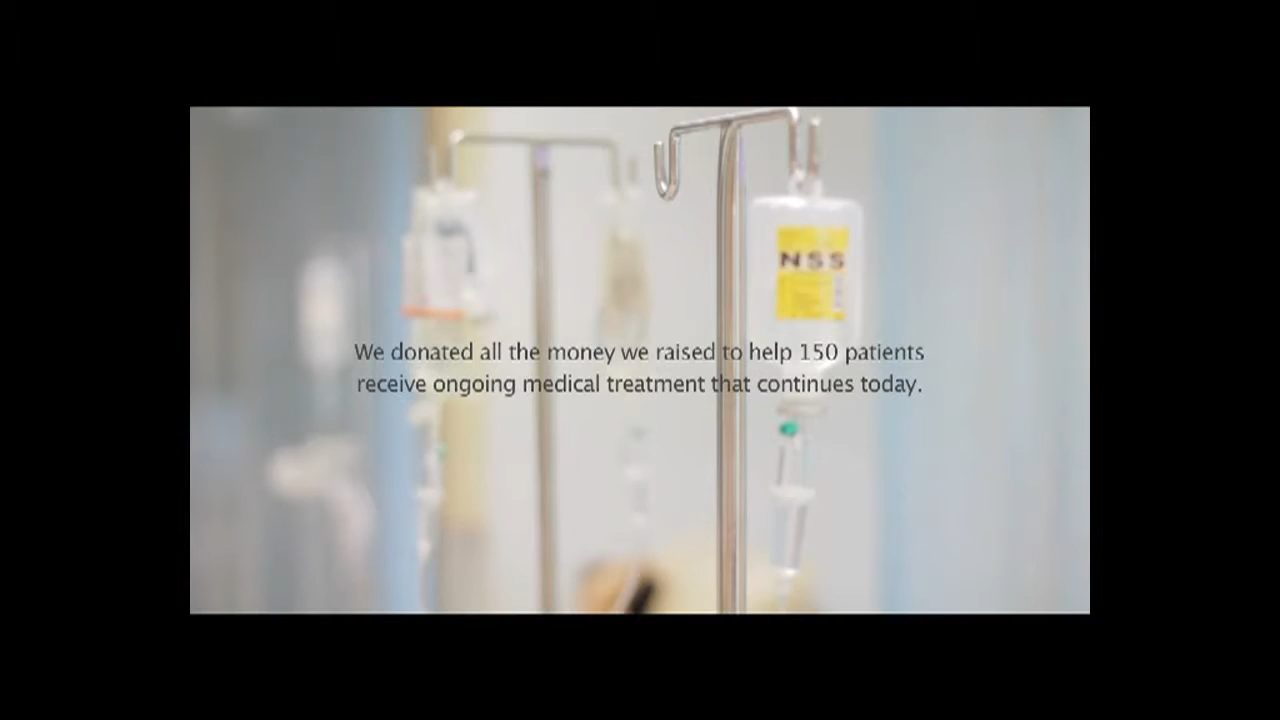 NSS
We donated all the money we raised to help 150 patients
receive ongoing medical treatment that continues today.